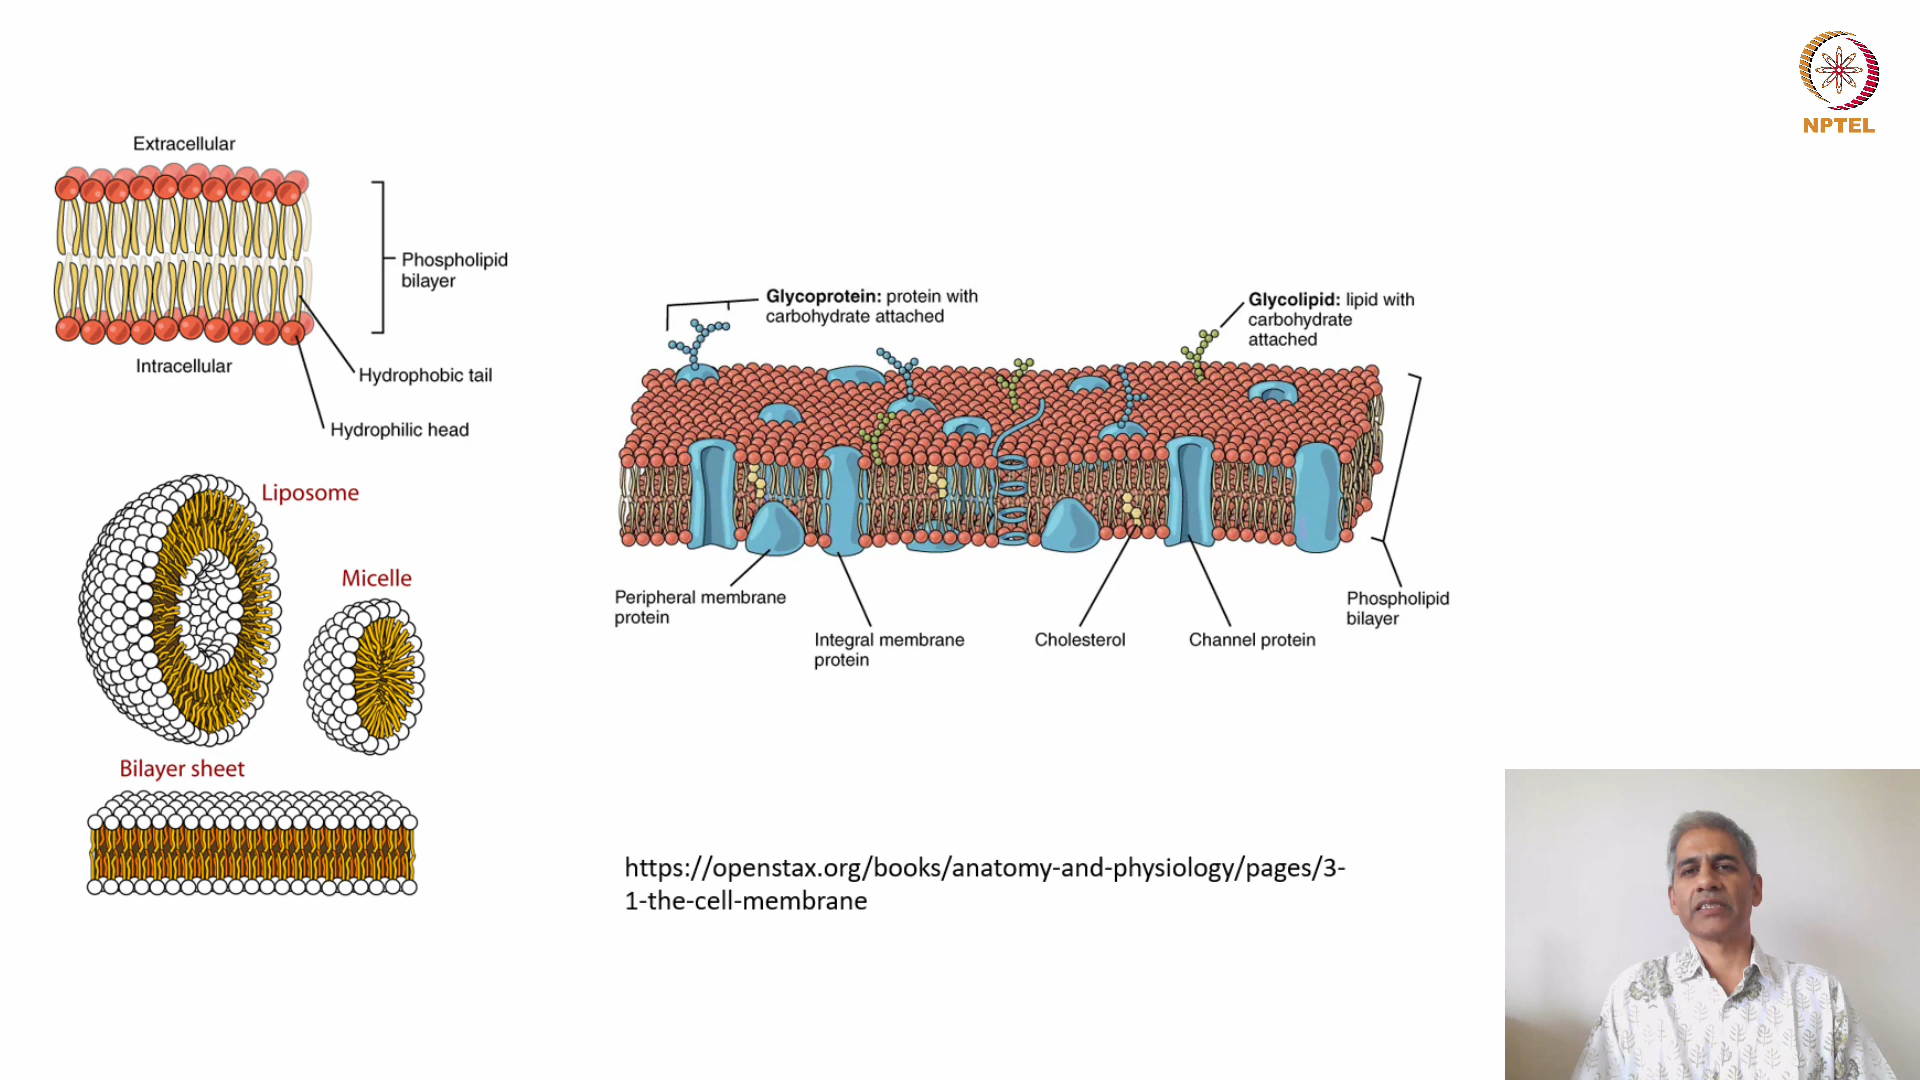 NPTEL
Extracellular
Phospholipid
bilayer
Intracellular
Hydrophobic tail
Hydrophilic head
Liposome
Micelle
Bilayer sheet
Glycoprotein: protein with
carbohydrate attached
Glycolipid: lipid with
carbohydrate
attached
Peripheral membrane
protein
Integral membrane
protein
Cholesterol
Channel protein
Phospholipid
bilayer
https://openstax.org/books/anatomy-and-physiology/pages/3-
1-the-cell-membrane